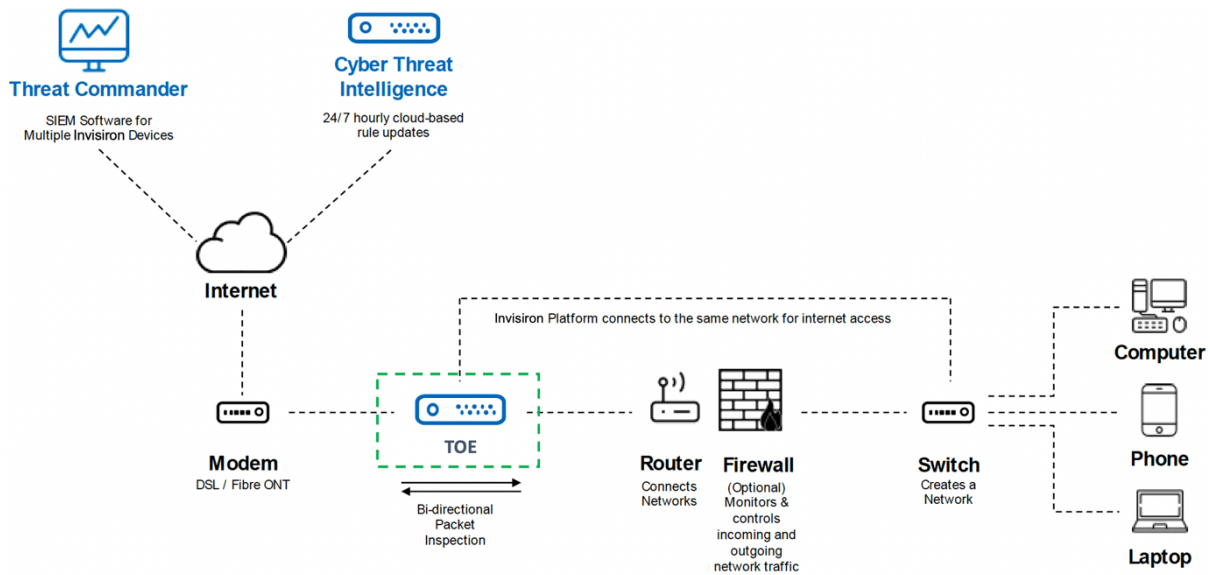 Threat Commander
SIEM Software for
Multiple Invisiron Devices
Cyber Threat
Intelligence
24/7 hourly cloud-based
rule updates
Internet
Invisiron Platform connects to the same network for internet access
Modem
DSL / Fibre ONT
TOE
Bi-directional
Packet
Inspection
Router
Connects
Networks
Firewall
(Optional)
Monitors &
controls
incoming and
outgoing
network traffic
Switch
Creates a
Network
Computer
Phone
Laptop